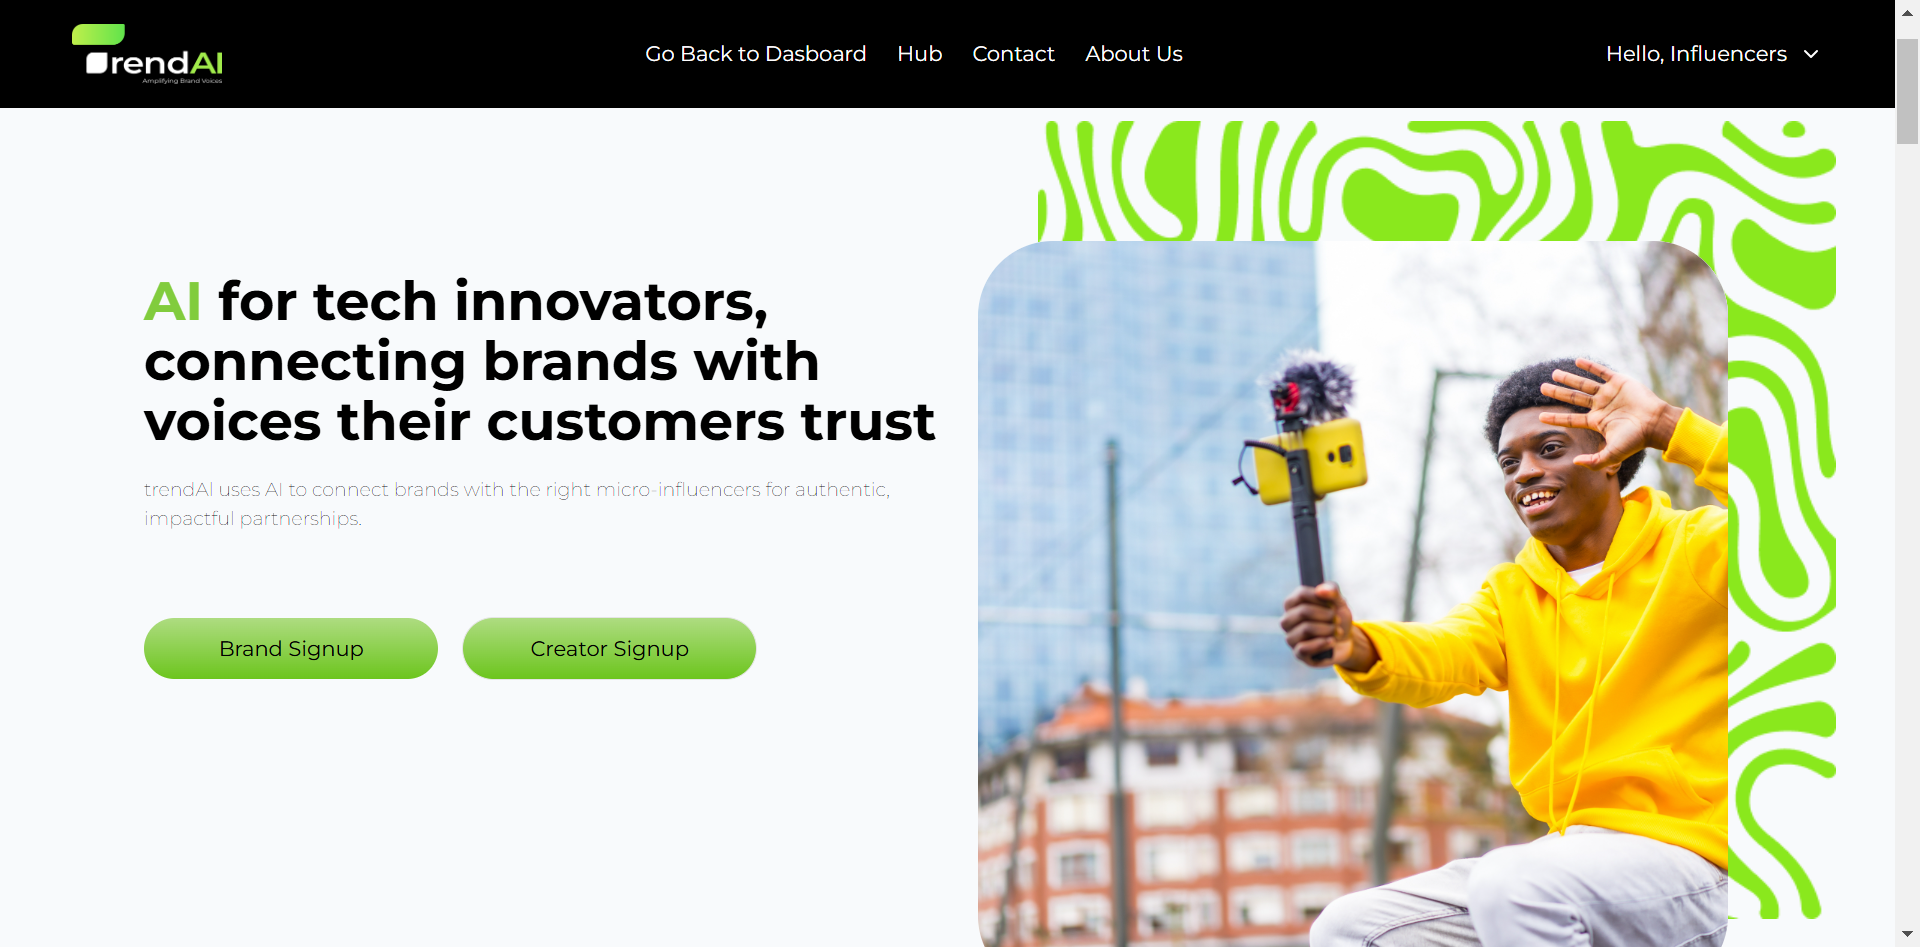 TrendAI
Amplifying Brand Voices
Go Back to Dasboard
Hub
Contact
About Us
Hello, Influencers
AI for tech innovators,
connecting brands with
voices their customers trust
trendAI uses AI to connect brands with the right micro-influencers for authentic,
impactful partnerships.
Brand Signup
Creator Signup